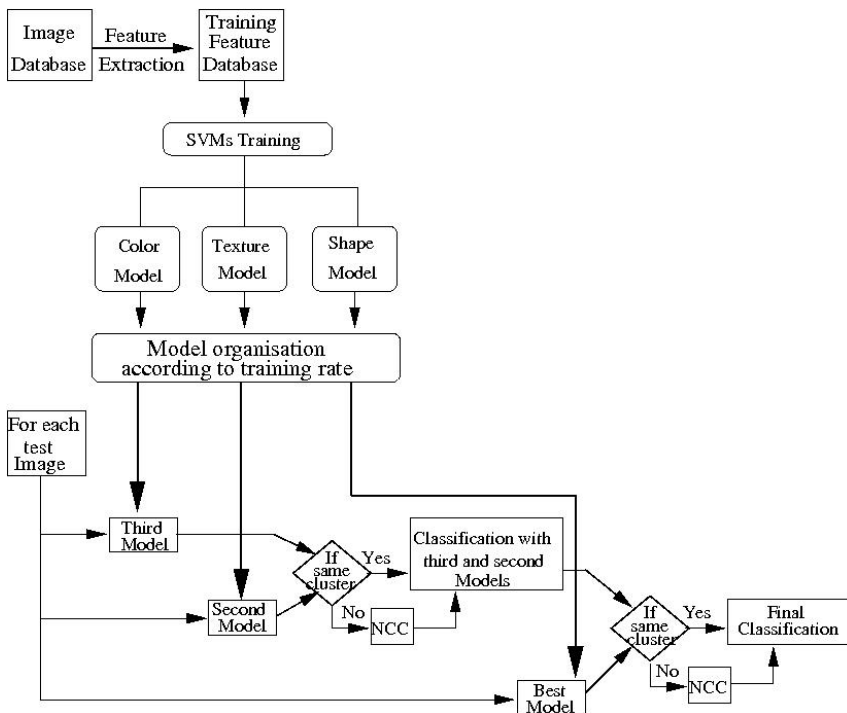 Image
Database
Feature
Extraction
Training
Feature
Database
SVMs Training
Color
Model
Texture
Model
Shape
Model
Model organisation
according to training rate
For each
test
Image
Third
Model
If
same
cluster
Yes
Classification with
third and second
Models
Second
Model
No
NCC
If
same
cluster
Yes
Final
Classification
No
NCC
Best
Model